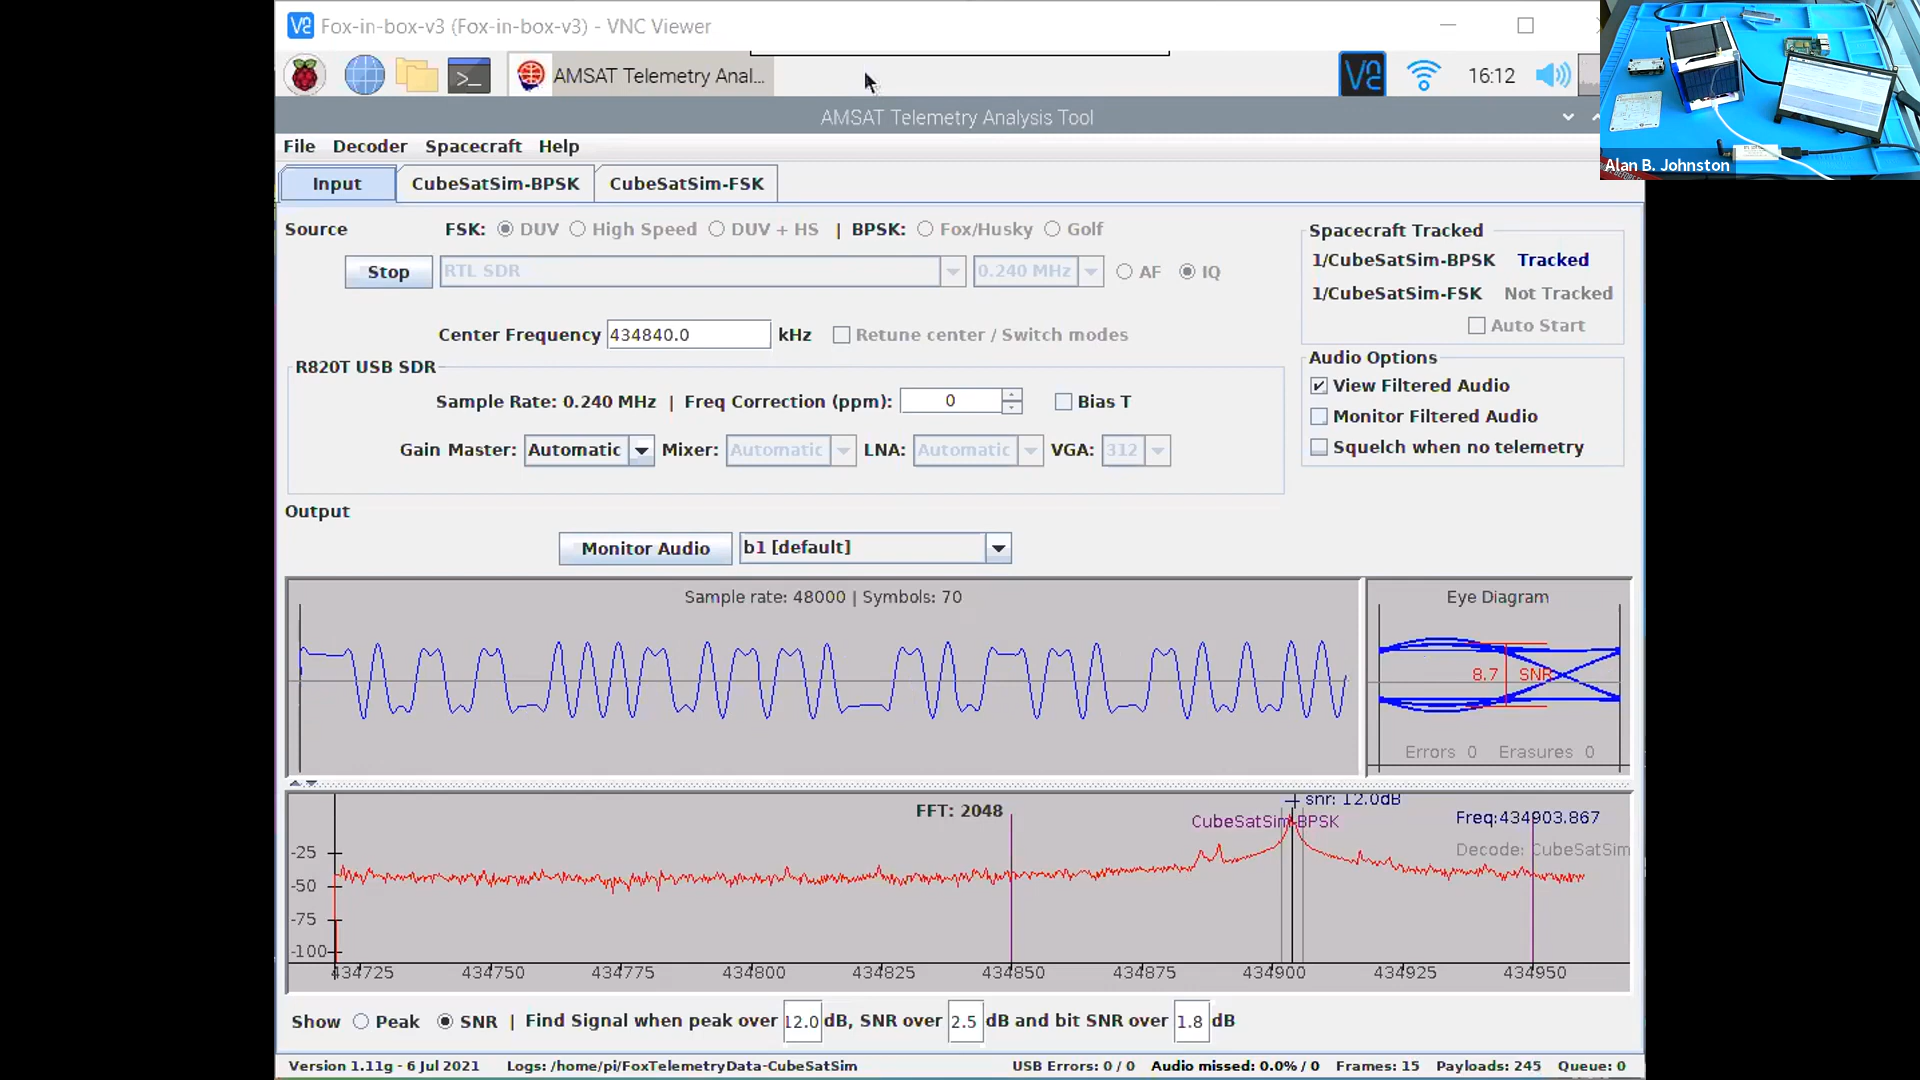 Fox-in-box-v3 (Fox-in-box-v3) - VNC Viewer
AMSAT Telemetry Anal...
16:12
Alan B. Johnston
AMSAT Telemetry Analysis Tool
File Decoder Spacecraft Help
Input CubeSatSim-BPSK CubeSatSim-FSK
Source FSK: DUV High Speed DUV + HS | BPSK: Fox/Husky Golf
Stop RTL SDR 0.240 MHz AF IQ
Center Frequency 434840.0 kHz Retune center / Switch modes
R820T USB SDR
Sample Rate: 0.240 MHz | Freq Correction (ppm): 0 Bias T
Gain Master: Automatic Mixer: Automatic LNA: Automatic VGA: 312
Spacecraft Tracked
1/CubeSatSim-BPSK Tracked
1/CubeSatSim-FSK Not Tracked
Auto Start
Audio Options
View Filtered Audio
Monitor Filtered Audio
Squelch when no telemetry
Output
Monitor Audio b1 [default]
Sample rate: 48000 | Symbols: 70
Eye Diagram
8.7 SNR
Errors 0 Erasures 0
FFT: 2048
snr: 12.0dB
CubeSatSim-BPSK
Freq:434903.867
Decode: CubeSatSim
-25
-50
-75
-100
434725 434750 434775 434800 434825 434850 434875 434900 434925 434950
Show Peak SNR | Find Signal when peak over 12.0 dB, SNR over 2.5 dB and bit SNR over 1.8 dB
Version 1.11g - 6 Jul 2021 Logs: /home/pi/FoxTelemetryData-CubeSatSim USB Errors: 0 / 0 Audio missed: 0.0% / 0 Frames: 15 Payloads: 245 Queue: 0